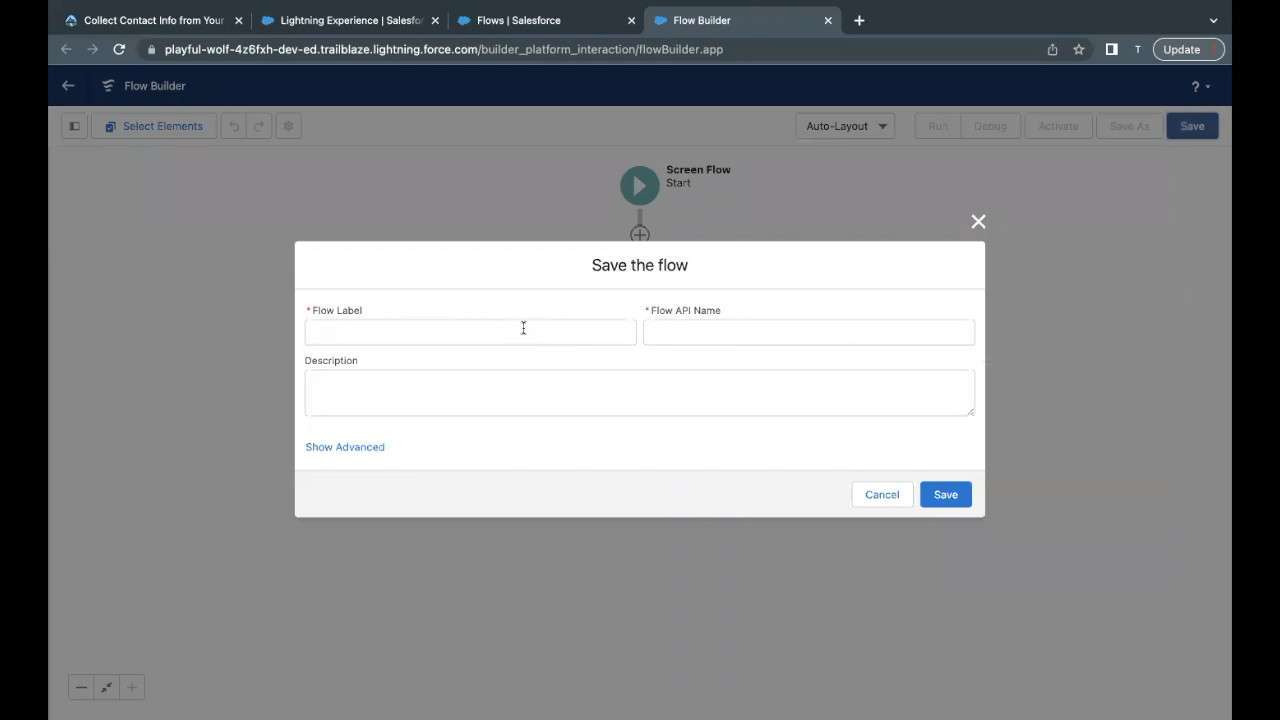 Collect Contact Info from Your
Lightning Experience | Salesfor
Flows | Salesforce
Flow Builder
playful-wolf-4z6fxh-dev-ed.trailblaze.lightning.force.com/builder_platform_interaction/flowBuilder.app
T
Update
Flow Builder
?
Select Elements
Auto-Layout
Run
Debug
Activate
Save As
Save
Screen Flow
Start
Save the flow
* Flow Label
* Flow API Name
Description
Show Advanced
Cancel
Save